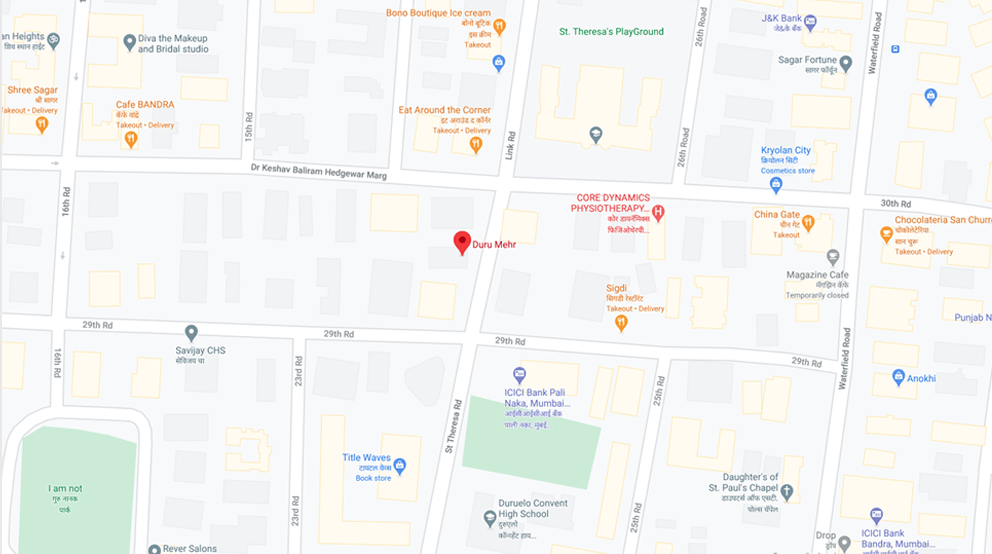 Bono Boutique Ice cream
बोनो बूटिक
इस क्रीम
Takeout
26th Road
J&K Bank
जे&के बैंक
Waterfield Road
an Heights
शिव स्थान हाईट
Diva the Makeup
and Bridal studio
St. Theresa's PlayGround
Sagar Fortune
सागर फॉर्चून
Shree Sagar
श्री सागर
Takeout • Delivery
Cafe BANDRA
कॅफे बांद्रे
Takeout • Delivery
15th Rd
Eat Around the Corner
इट अराउंड द कॉर्नर
Takeout • Delivery
Link Rd
26th Road
Kryolan City
क्रियोलन सिटी
Cosmetics store
Dr Keshav Baliram Hedgewar Marg
16th Rd
CORE DYNAMICS
PHYSIOTHERAPY...
कोर डायनॅमिक्स
फिजिओथेरपी...
30th Rd
China Gate
चीन गेट
Takeout
Chocolateria San Churro
चोकोलेटेरिया
सान चुरू
Takeout • Delivery
Duru Mehr
Magazine Cafe
मॅगझिन कॅफे
Temporarily closed
Sigdi
सिगडी रेस्टॉरंट
Takeout • Delivery
Punjab N
29th Rd
29th Rd
29th Rd
29th Rd
Savijay CHS
सेविजय चा
16th Rd
23rd Rd
25th Rd
Waterfield Road
Anokhi
ICICI Bank Pali
Naka, Mumbai...
आईसीआईसीआई बैंक
पाली नका, मुंबई,
St Theresa Rd
Title Waves
टायटल वेव्स
Book store
I am not
गुरु नानक
पार्क
Daughter's of
St. Paul's Chapel
डाउघटर्स ऑफ एसटी.
पोल्स चॅपेल
Duruelo Convent
High School
दुरुएलो
कॉन्व्हेंट हाय...
23rd Rd
25th Rd
Drop
ड्रॉप
ICICI Bank
Bandra, Mumbai...
Rever Salons